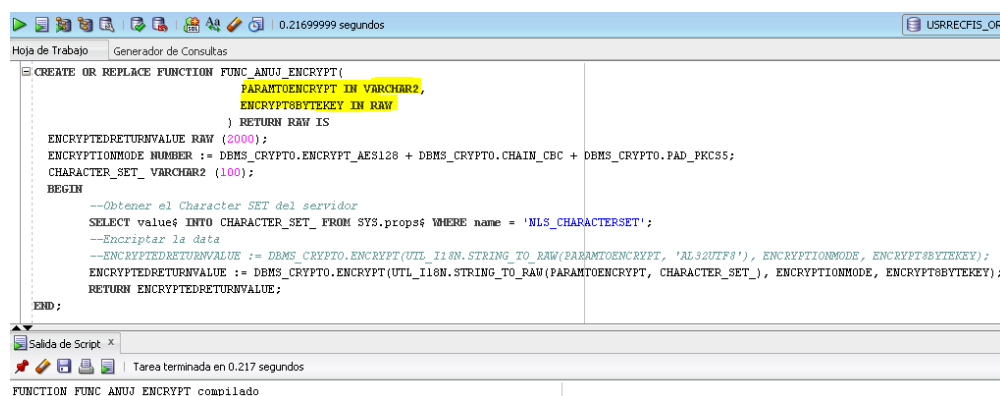 0.21699999 segundos
USRRECFIS_OR
Hoja de Trabajo Generador de Consultas
CREATE OR REPLACE FUNCTION FUNC_ANUJ_ENCRYPT(
PARAMTOENCRYPT IN VARCHAR2,
ENCRYPT8BYTEKEY IN RAW
) RETURN RAW IS
ENCRYPTEDRETURNVALUE RAW (2000);
ENCRYPTIONMODE NUMBER := DBMS_CRYPTO.ENCRYPT_AES128 + DBMS_CRYPTO.CHAIN_CBC + DBMS_CRYPTO.PAD_PKCS5;
CHARACTER_SET_ VARCHAR2 (100);
BEGIN
--Obtener el Character SET del servidor
SELECT value$ INTO CHARACTER_SET_ FROM SYS.props$ WHERE name = 'NLS_CHARACTERSET';
--Encriptar la data
--ENCRYPTEDRETURNVALUE := DBMS_CRYPTO.ENCRYPT(UTL_I18N.STRING_TO_RAW(PARAMTOENCRYPT, 'AL32UTF8'), ENCRYPTIONMODE, ENCRYPT8BYTEKEY);
ENCRYPTEDRETURNVALUE := DBMS_CRYPTO.ENCRYPT(UTL_I18N.STRING_TO_RAW(PARAMTOENCRYPT, CHARACTER_SET_), ENCRYPTIONMODE, ENCRYPT8BYTEKEY);
RETURN ENCRYPTEDRETURNVALUE;
END;
Salida de Script x
Tarea terminada en 0.217 segundos
FUNCTION FUNC_ANUJ_ENCRYPT compilado